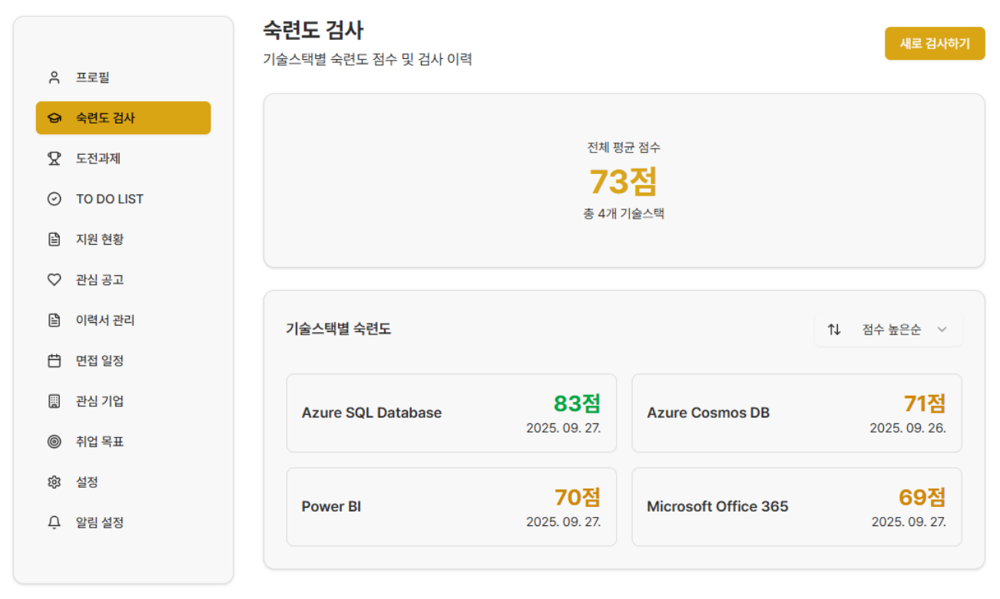 프로필
숙련도 검사
도전과제
TO DO LIST
지원 현황
관심 공고
이력서 관리
면접 일정
관심 기업
취업 목표
설정
알림 설정
숙련도 검사
기술스택별 숙련도 점수 및 검사 이력
새로 검사하기
전체 평균 점수
73점
총 4개 기술스택
기술스택별 숙련도
점수 높은순
Azure SQL Database
83점
2025. 09. 27.
Azure Cosmos DB
71점
2025. 09. 26.
Power BI
70점
2025. 09. 27.
Microsoft Office 365
69점
2025. 09. 27.